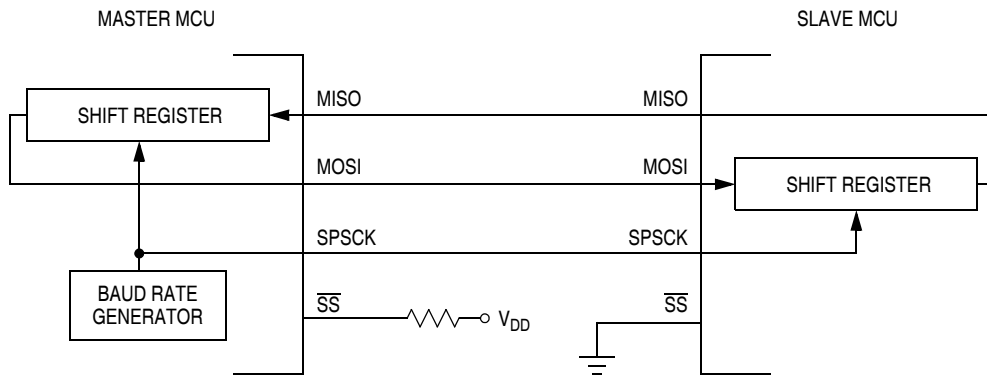 MASTER MCU
SLAVE MCU
SHIFT REGISTER
MISO
MISO
MOSI
MOSI
SHIFT REGISTER
SPSCK
SPSCK
BAUD RATE
GENERATOR
SS
VDD
SS